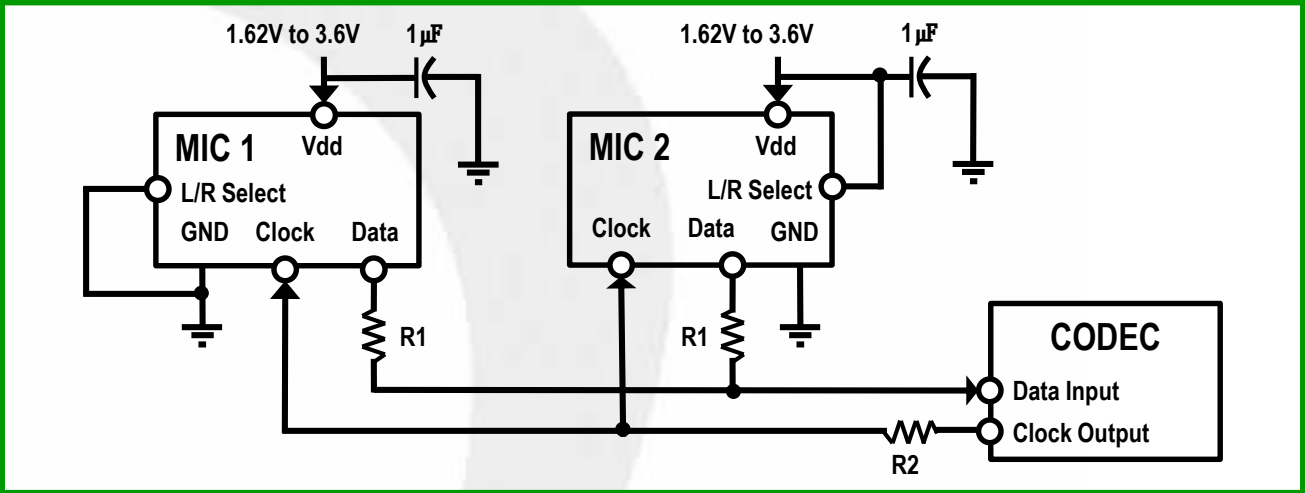 1.62V to 3.6V 1μF
MIC 1
Vdd
L/R Select
GND Clock Data
R1
1.62V to 3.6V 1μF
MIC 2
Vdd
L/R Select
Clock Data GND
R1
CODEC
Data Input
Clock Output
R2